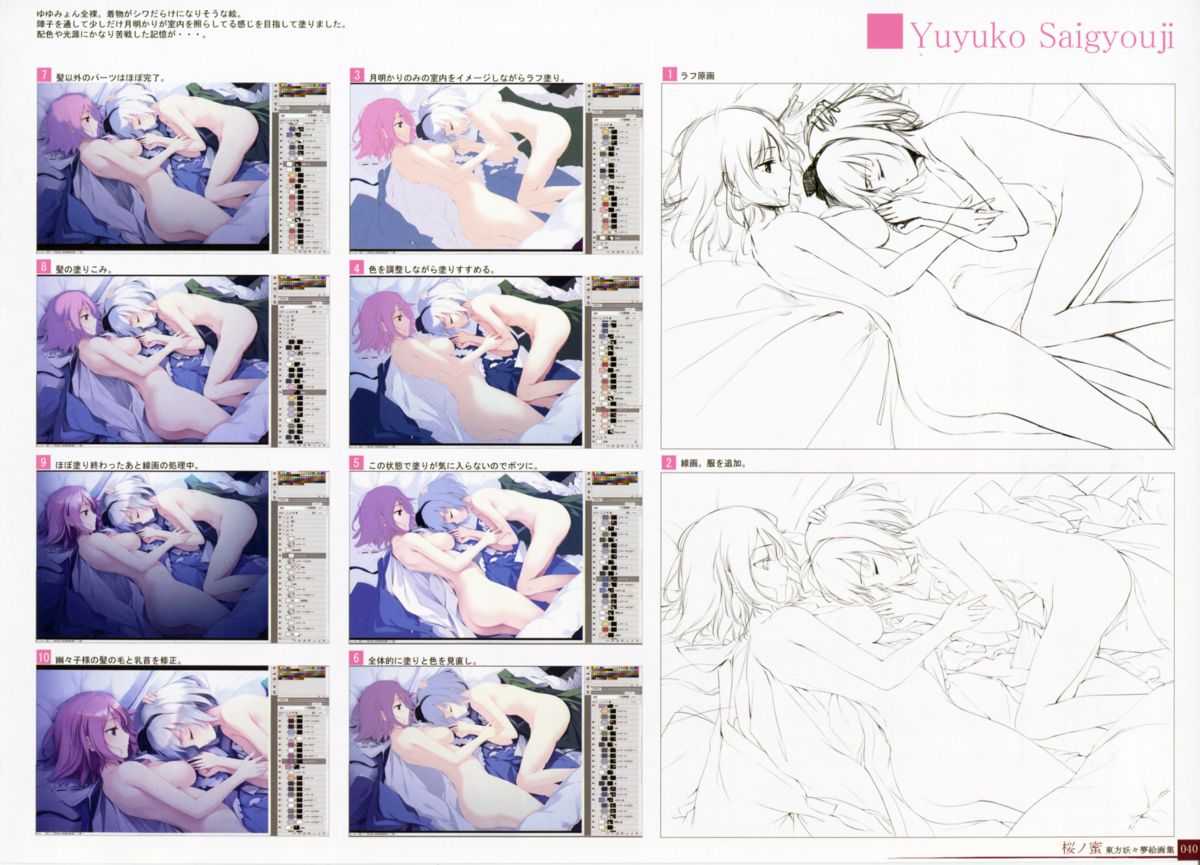 ゆゆみょん全裸。着物がシワだらけになりそうな絵。
障子を通して少しだけ月明かりが室内を照らしてる感じを目指して塗りました。
配色や光源にかなり苦戦した記憶が・・・。
Yuyuko Saigyouji
1 ラフ原画
2 線画。服を追加。
3 月明かりのみの室内をイメージしながらラフ塗り。
4 色を調整しながら塗りすすめる。
5 この状態で塗りが気に入らないのでボツに。
6 全体的に塗りと色を見直し。
7 髪以外のパーツはほぼ完了。
8 髪の塗りこみ。
9 ほぼ塗り終わったあと線画の処理中。
10 幽々子様の髪の毛と乳首を修正。
桜ノ蜜 東方妖々夢絵画集 040